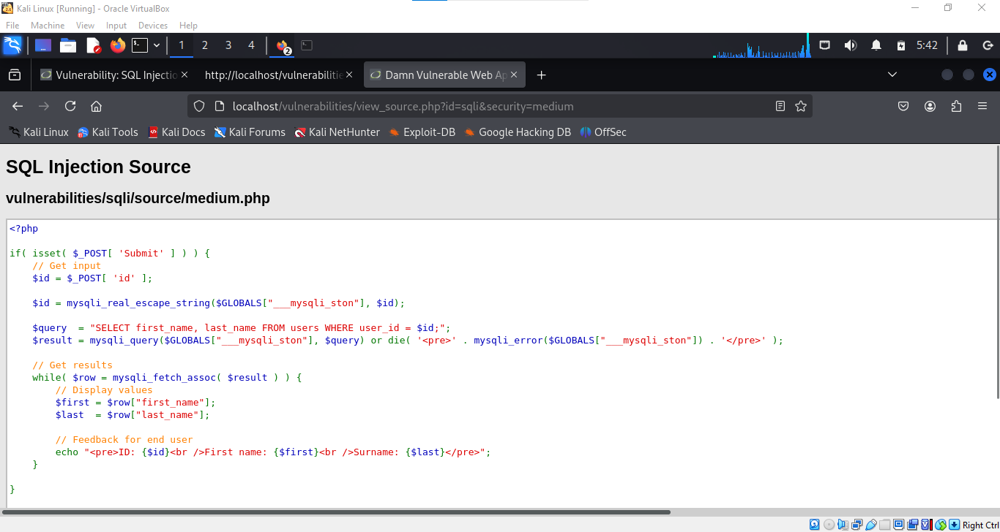 Kali Linux [Running] - Oracle VirtualBox
File Machine View Input Devices Help
1 2 3 4 2 5:42
Vulnerability: SQL Injectio http://localhost/vulnerabilitie Damn Vulnerable Web Ap
localhost/vulnerabilities/view_source.php?id=sqli&security=medium
Kali Linux Kali Tools Kali Docs Kali Forums Kali NetHunter Exploit-DB Google Hacking DB OffSec
SQL Injection Source
vulnerabilities/sqli/source/medium.php
<?php
if( isset( $_POST[ 'Submit' ] ) ) {
    // Get input
    $id = $_POST[ 'id' ];
    $id = mysqli_real_escape_string($GLOBALS["___mysqli_ston"], $id);
    $query  = "SELECT first_name, last_name FROM users WHERE user_id = $id;";
    $result = mysqli_query($GLOBALS["___mysqli_ston"], $query) or die( '<pre>' . mysqli_error($GLOBALS["___mysqli_ston"]) . '</pre>' );
    // Get results
    while( $row = mysqli_fetch_assoc( $result ) ) {
        // Display values
        $first = $row["first_name"];
        $last  = $row["last_name"];
        // Feedback for end user
        echo "<pre>ID: {$id}<br />First name: {$first}<br />Surname: {$last}</pre>";
    }
}
Right Ctrl